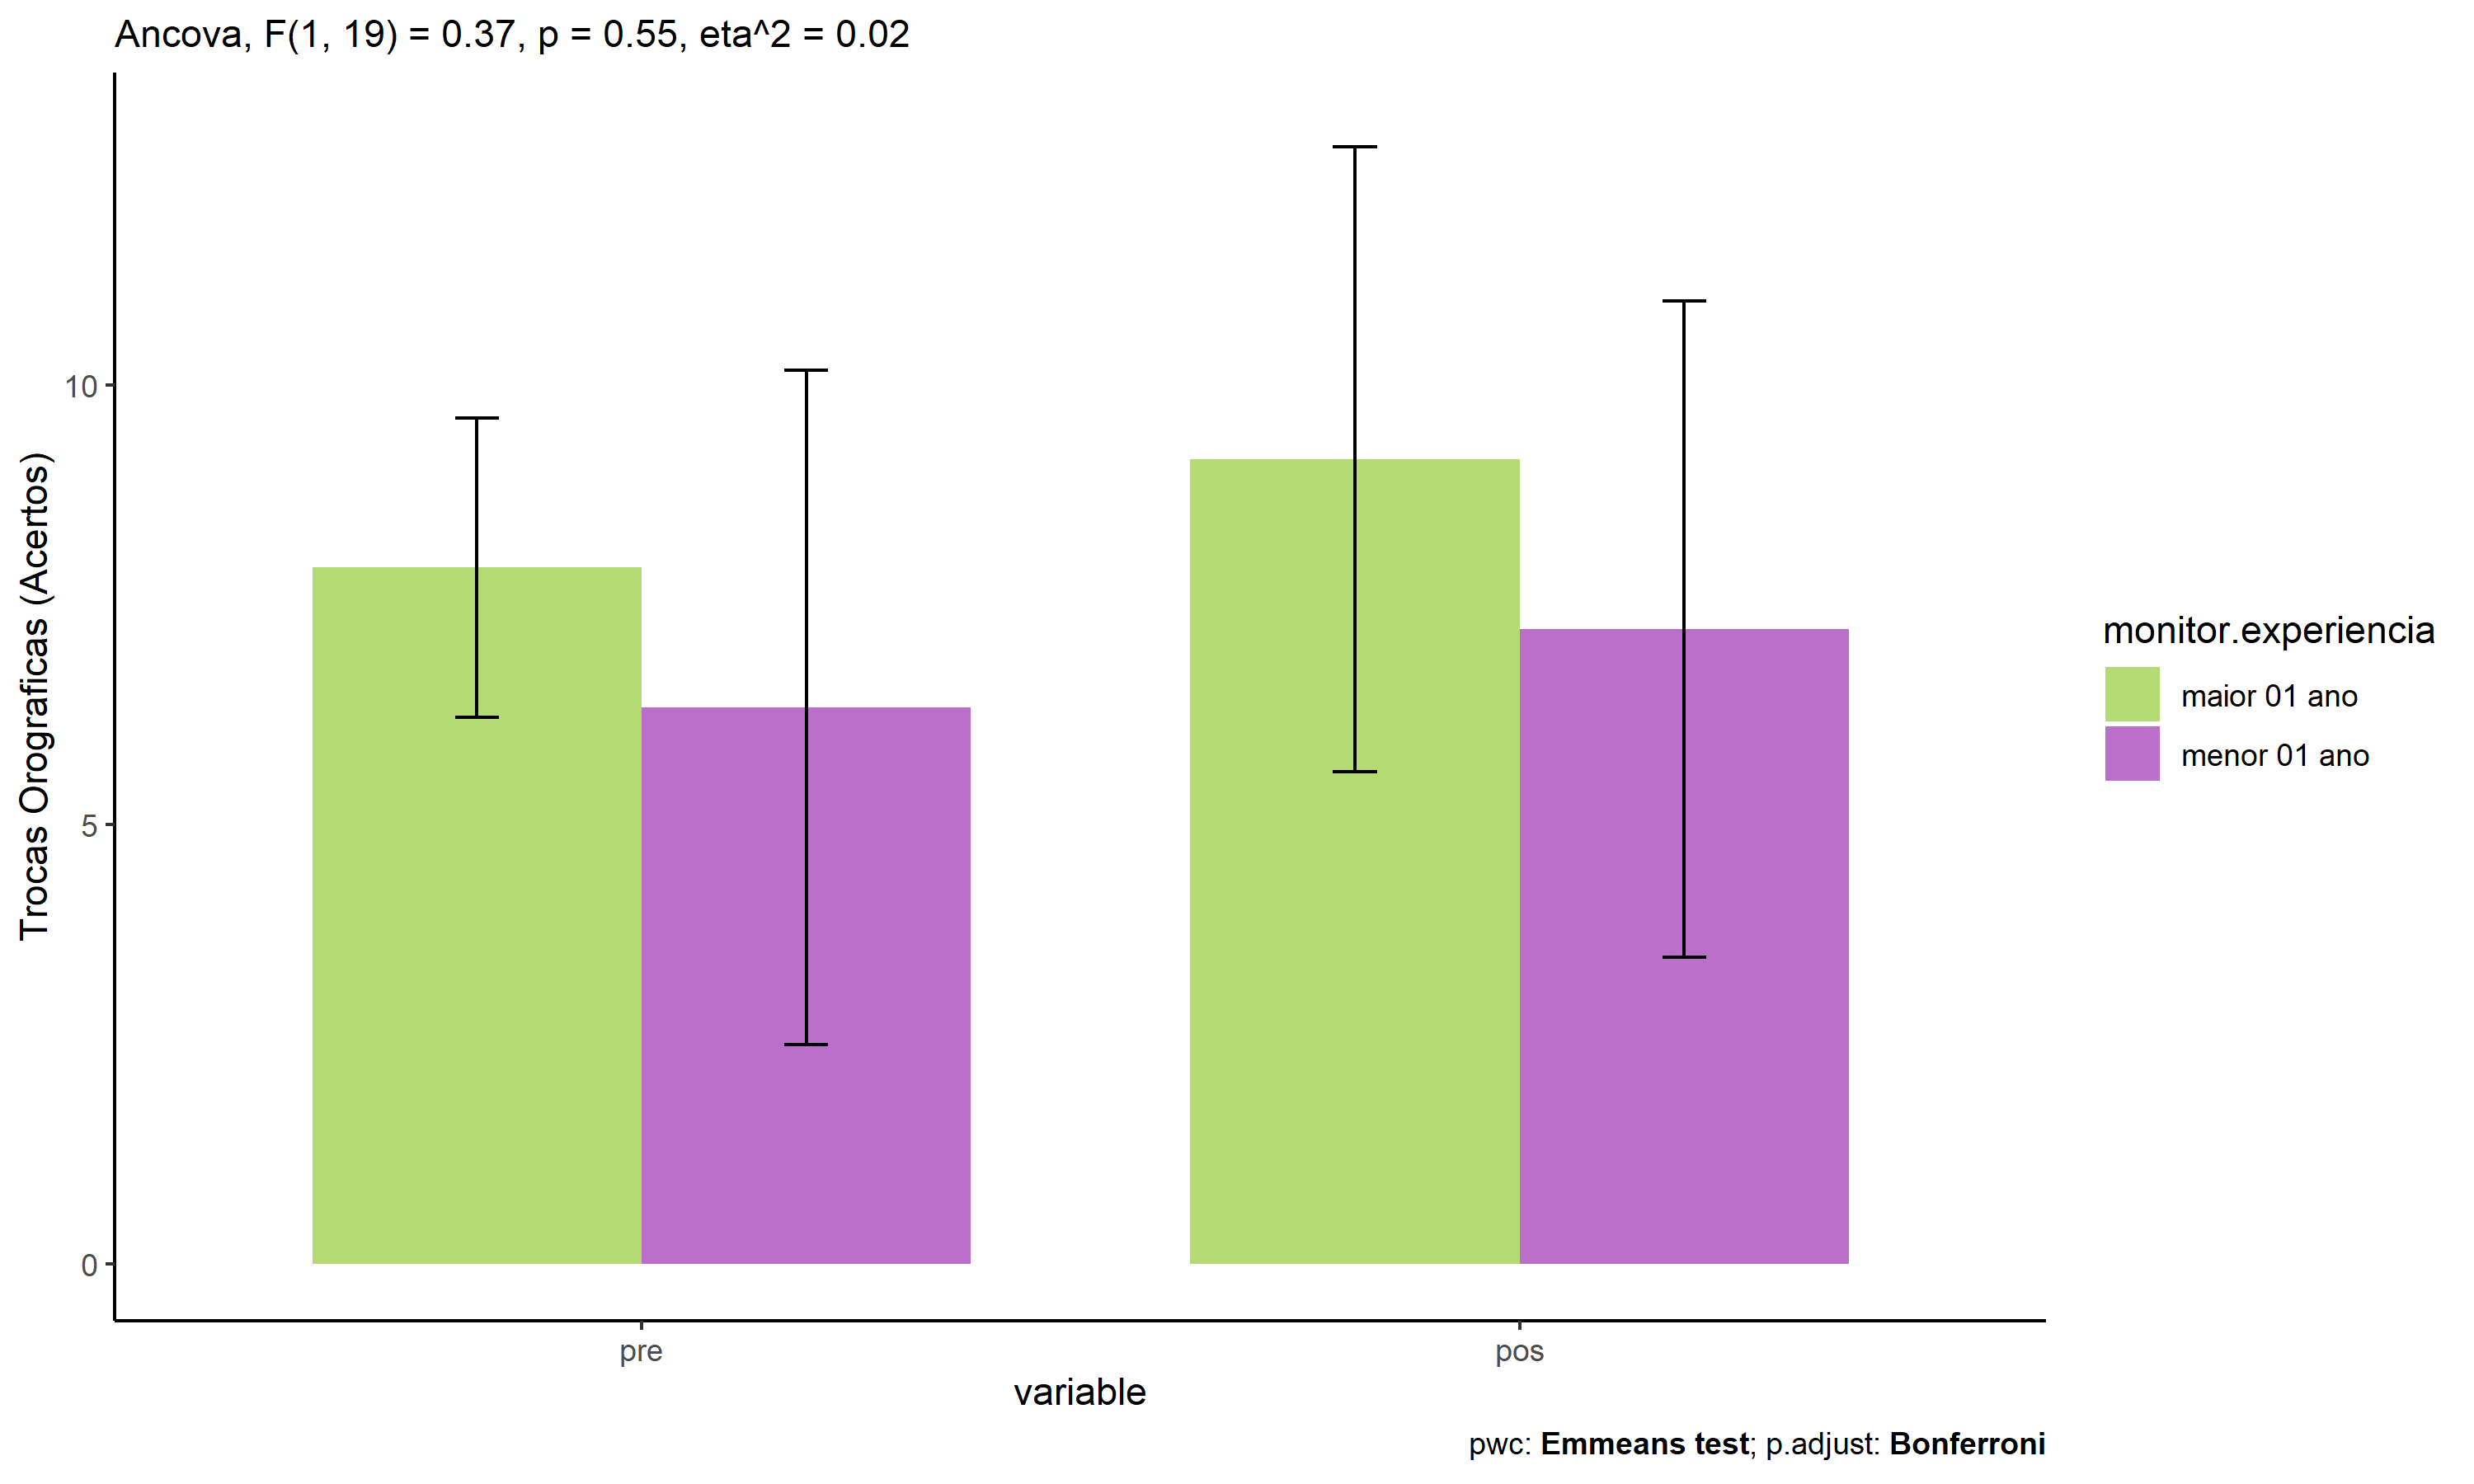 Ancova, F(1, 19) = 0.37, p = 0.55, eta^2 = 0.02
Trocas Orograficas (Acertos)
10
5
0
pre
pos
variable
monitor.experiencia
maior 01 ano
menor 01 ano
pwc: Emmeans test; p.adjust: Bonferroni